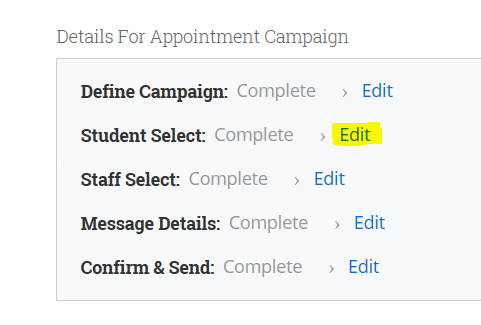 Details For Appointment Campaign
Define Campaign: Complete › Edit
Student Select: Complete › Edit
Staff Select: Complete › Edit
Message Details: Complete › Edit
Confirm & Send: Complete › Edit